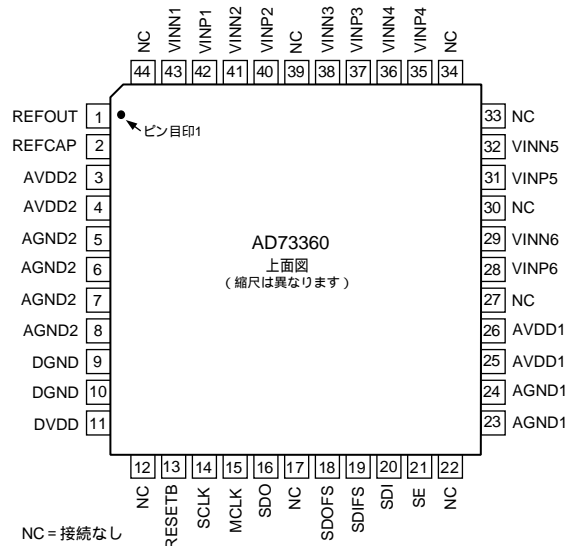 NC VINN1 VINP1 VINN2 VINP2 NC VINN3 VINP3 VINN4 VINP4 NC
44 43 42 41 40 39 38 37 36 35 34
REFOUT 1
REFCAP 2
AVDD2 3
AVDD2 4
AGND2 5
AGND2 6
AGND2 7
AGND2 8
DGND 9
DGND 10
DVDD 11
ピン目印1
AD73360
上面図
(縮尺は異なります)
33 NC
32 VINN5
31 VINP5
30 NC
29 VINN6
28 VINP6
27 NC
26 AVDD1
25 AVDD1
24 AGND1
23 AGND1
12 13 14 15 16 17 18 19 20 21 22
NC RESETB SCLK MCLK SDO NC SDOFS SDIFS SDI SE NC
NC = 接続なし